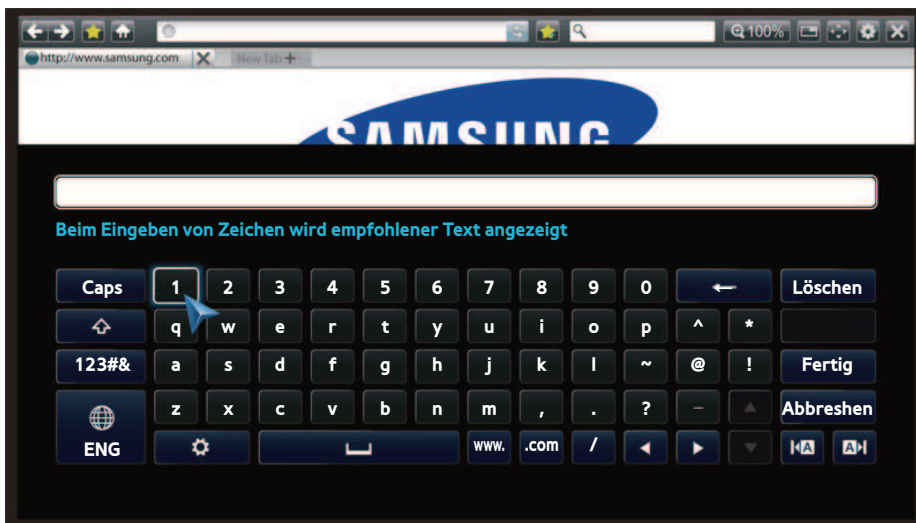 100%
http://www.samsung.com New Tab
SAMSUNG
Beim Eingeben von Zeichen wird empfohlener Text angezeigt
Caps 1 2 3 4 5 6 7 8 9 0 ← Löschen
q w e r t y u i o p ^ *
123#& a s d f g h j k l ~ @ ! Fertig
z x c v b n m , . ? - ▲ Abbreshen
ENG www. .com / ◀ ▶ ▼ A A